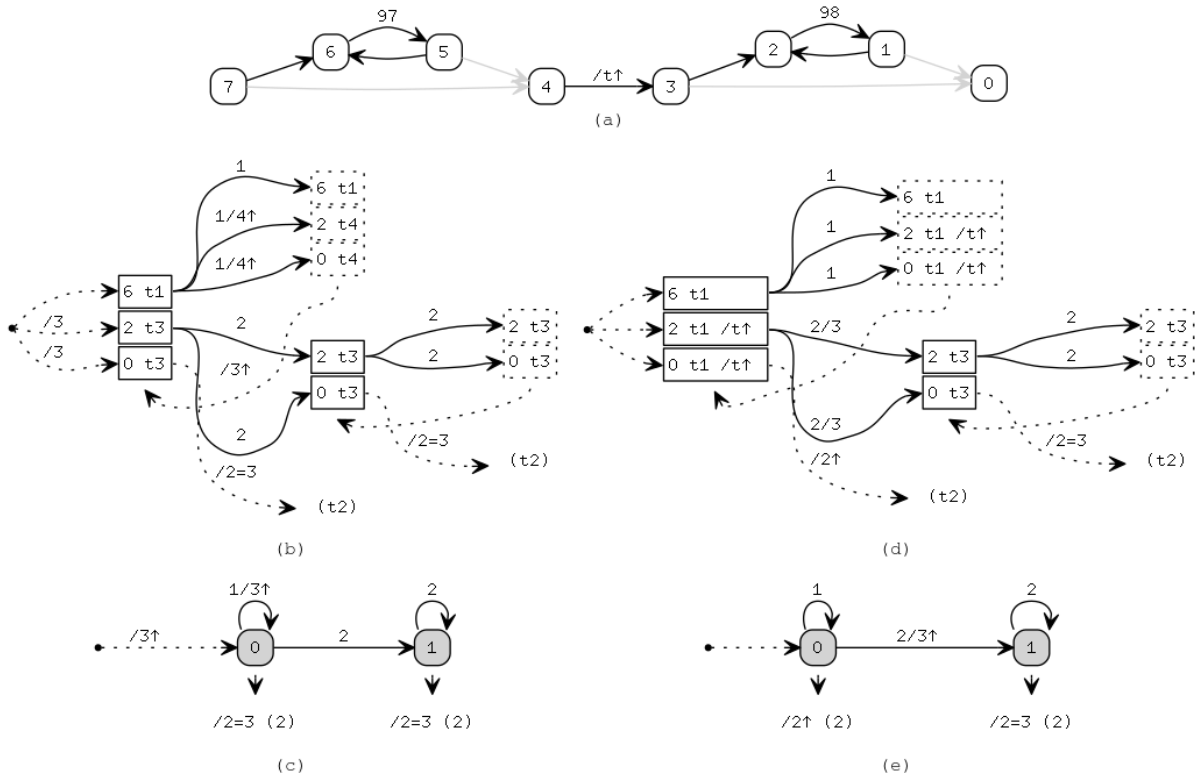 97
98
6
5
2
1
7
4
/t↑
3
0
(a)
1
6 t1
1/4↑
2 t4
1/4↑
0 t4
6 t1
/3
2 t3
2
/3
0 t3
/3↑
2 t3
0 t3
2
2 t3
2
0 t3
2
/2=3
/2=3
(t2)
(t2)
(b)
1
6 t1
1
2 t1 /t↑
1
0 t1 /t↑
6 t1
2 t1 /t↑
2/3
0 t1 /t↑
2 t3
0 t3
2
2 t3
2
0 t3
2/3
/2=3
/2↑
(t2)
(t2)
(d)
1/3↑
2
/3↑
0
2
1
/2=3 (2)
/2=3 (2)
(c)
1
2
0
2/3↑
1
/2↑ (2)
/2=3 (2)
(e)